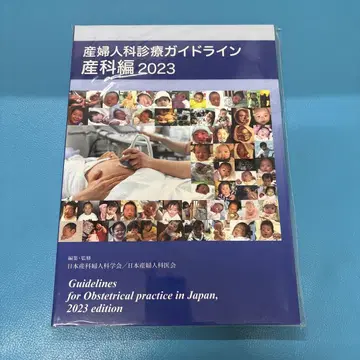 産婦人科診療ガイドライン
産科編 2023
編集・監修
日本産科婦人科学会／日本産婦人科医会
Guidelines
for Obstetrical practice in Japan,
2023 edition